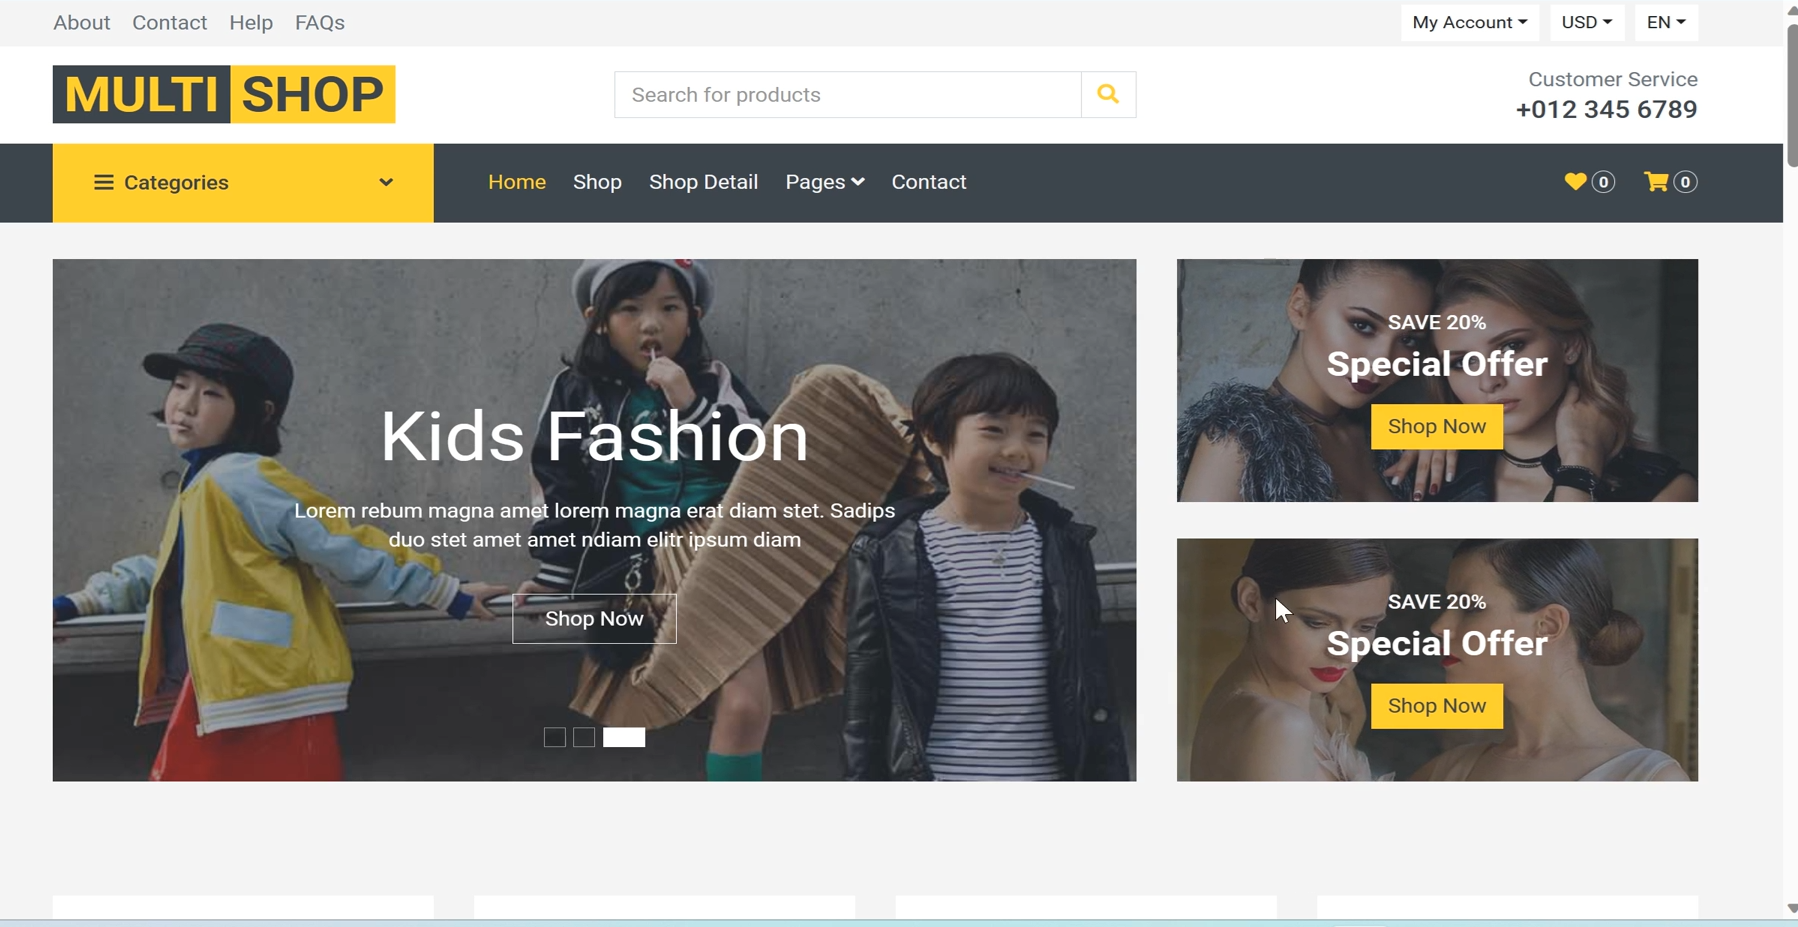 About Contact Help FAQs
My Account USD EN
MULTI SHOP
Search for products
Customer Service
+012 345 6789
Categories
Home Shop Shop Detail Pages Contact
0 0
Kids Fashion
Lorem rebum magna amet lorem magna erat diam stet. Sadips
duo stet amet amet ndiam elitr ipsum diam
Shop Now
SAVE 20%
Special Offer
Shop Now
SAVE 20%
Special Offer
Shop Now